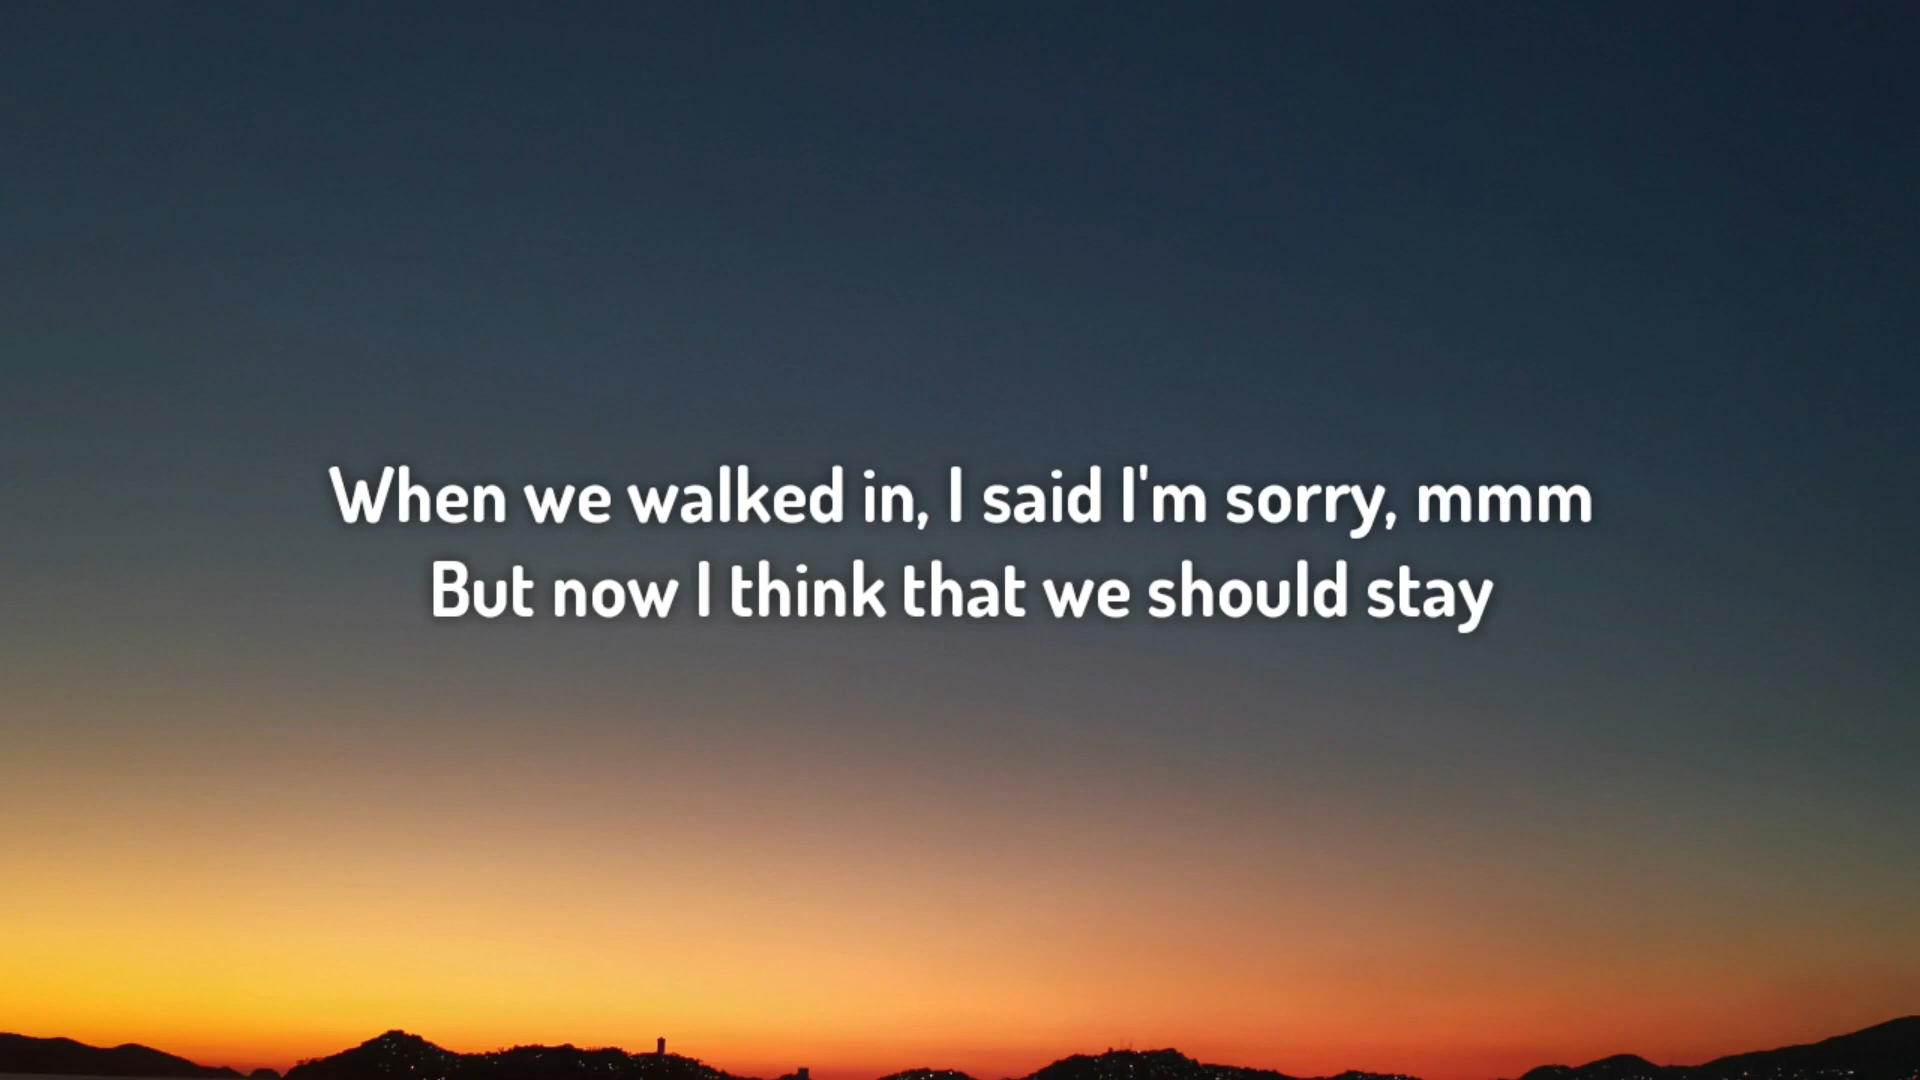 When we walked in, I said I'm sorry, mmm
But now I think that we should stay